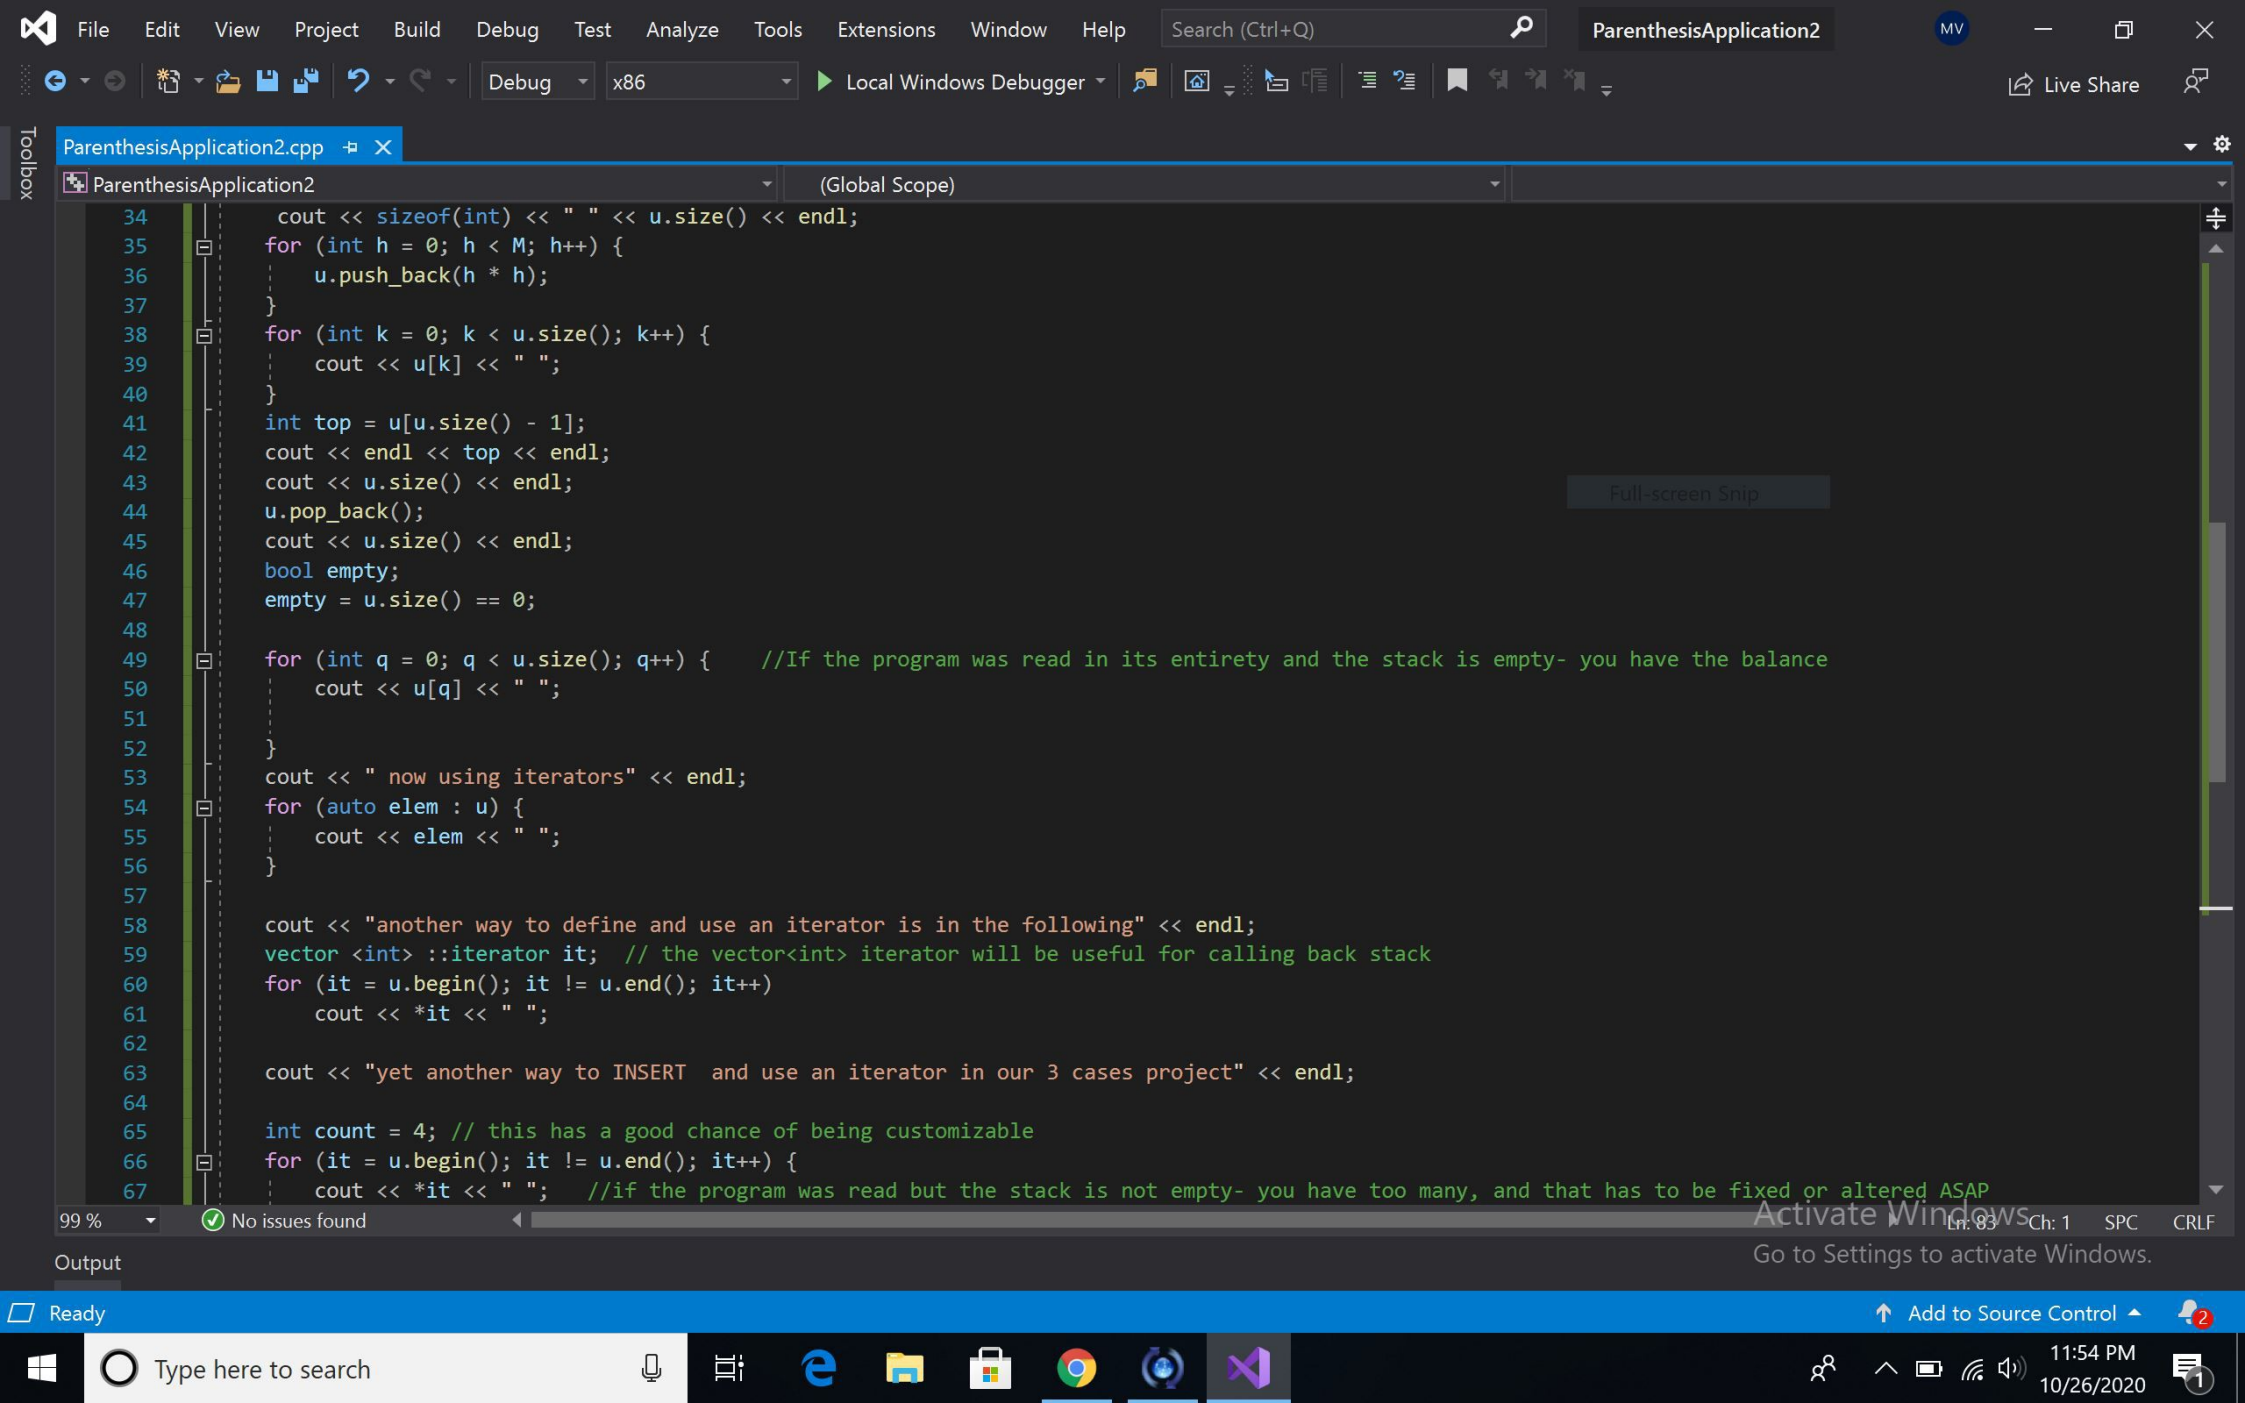 File Edit View Project Build Debug Test Analyze Tools Extensions Window Help Search (Ctrl+Q) ParenthesisApplication2 MV
Debug x86 Local Windows Debugger Live Share
Toolbox
ParenthesisApplication2.cpp
ParenthesisApplication2 (Global Scope)
34 cout << sizeof(int) << " " << u.size() << endl;
35 for (int h = 0; h < M; h++) {
36 u.push_back(h * h);
37 }
38 for (int k = 0; k < u.size(); k++) {
39 cout << u[k] << " ";
40 }
41 int top = u[u.size() - 1];
42 cout << endl << top << endl;
43 cout << u.size() << endl;
Full-screen Snip
44 u.pop_back();
45 cout << u.size() << endl;
46 bool empty;
47 empty = u.size() == 0;
48
49 for (int q = 0; q < u.size(); q++) { //If the program was read in its entirety and the stack is empty- you have the balance
50 cout << u[q] << " ";
51
52 }
53 cout << " now using iterators" << endl;
54 for (auto elem : u) {
55 cout << elem << " ";
56 }
57
58 cout << "another way to define and use an iterator is in the following" << endl;
59 vector <int> ::iterator it; // the vector<int> iterator will be useful for calling back stack
60 for (it = u.begin(); it != u.end(); it++)
61 cout << *it << " ";
62
63 cout << "yet another way to INSERT  and use an iterator in our 3 cases project" << endl;
64
65 int count = 4; // this has a good chance of being customizable
66 for (it = u.begin(); it != u.end(); it++) {
67 cout << *it << " "; //if the program was read but the stack is not empty- you have too many, and that has to be fixed or altered ASAP
99 % No issues found Ln: 83 Ch: 1 SPC CRLF
Activate Windows
Go to Settings to activate Windows.
Output
Ready Add to Source Control 2
Type here to search 11:54 PM
10/26/2020 1